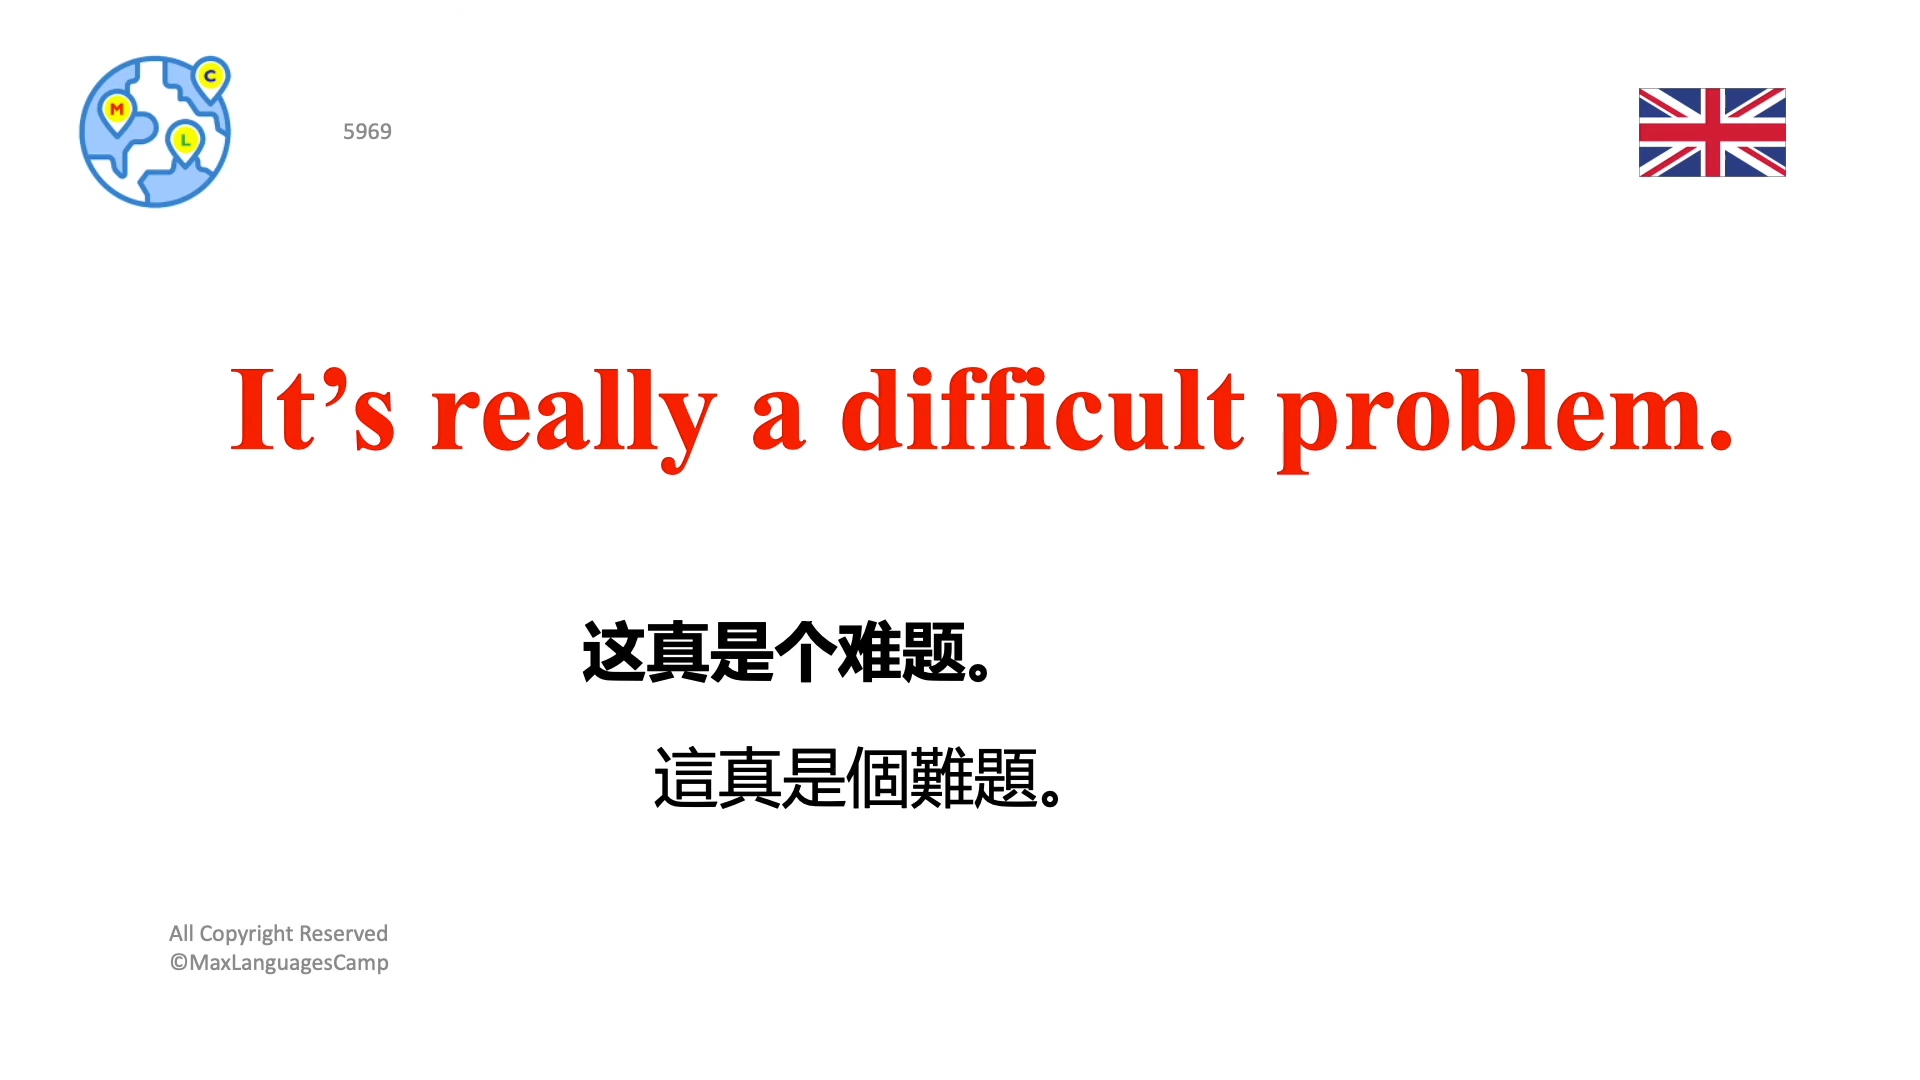 C
M
L
5969
It’s really a difficult problem.
这真是个难题。
這真是個難題。
All Copyright Reserved
©MaxLanguagesCamp